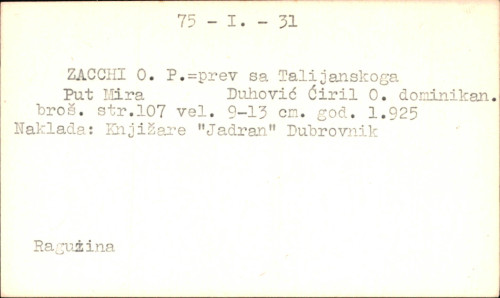 75 - I. - 31
ZACCHI O. P.=prev sa Talijanskoga
Put Mira Duhović Ćiril O. dominikan.
broš. str.107 vel. 9-13 cm. god. 1.925
Naklada: Knjižare "Jadran" Dubrovnik
Ragužina